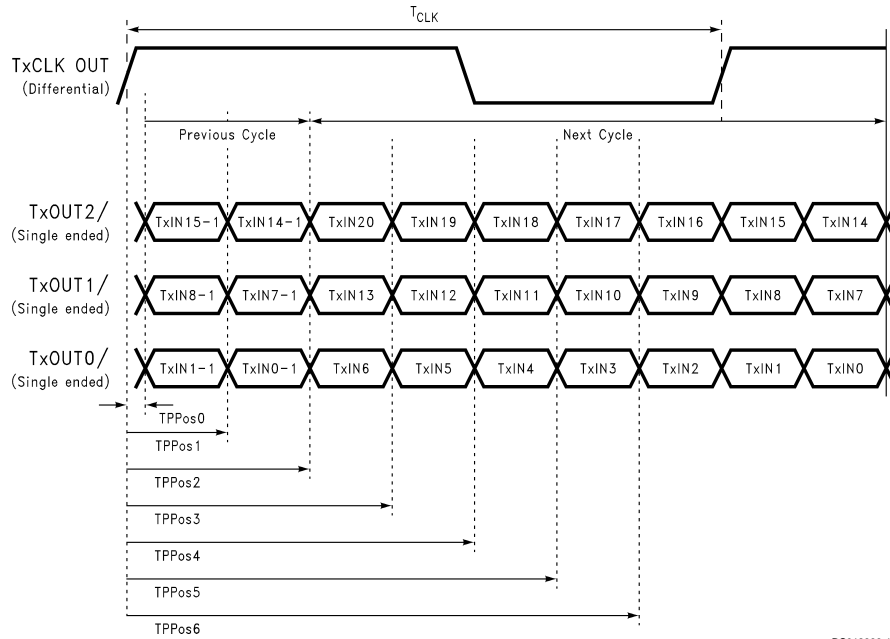 TCLK
TxCLK OUT
(Differential)
Previous Cycle
Next Cycle
TxOUT2/
(Single ended)
TxIN15-1 TxIN14-1 TxIN20 TxIN19 TxIN18 TxIN17 TxIN16 TxIN15 TxIN14
TxOUT1/
(Single ended)
TxIN8-1 TxIN7-1 TxIN13 TxIN12 TxIN11 TxIN10 TxIN9 TxIN8 TxIN7
TxOUT0/
(Single ended)
TxIN1-1 TxIN0-1 TxIN6 TxIN5 TxIN4 TxIN3 TxIN2 TxIN1 TxIN0
TPPos0
TPPos1
TPPos2
TPPos3
TPPos4
TPPos5
TPPos6